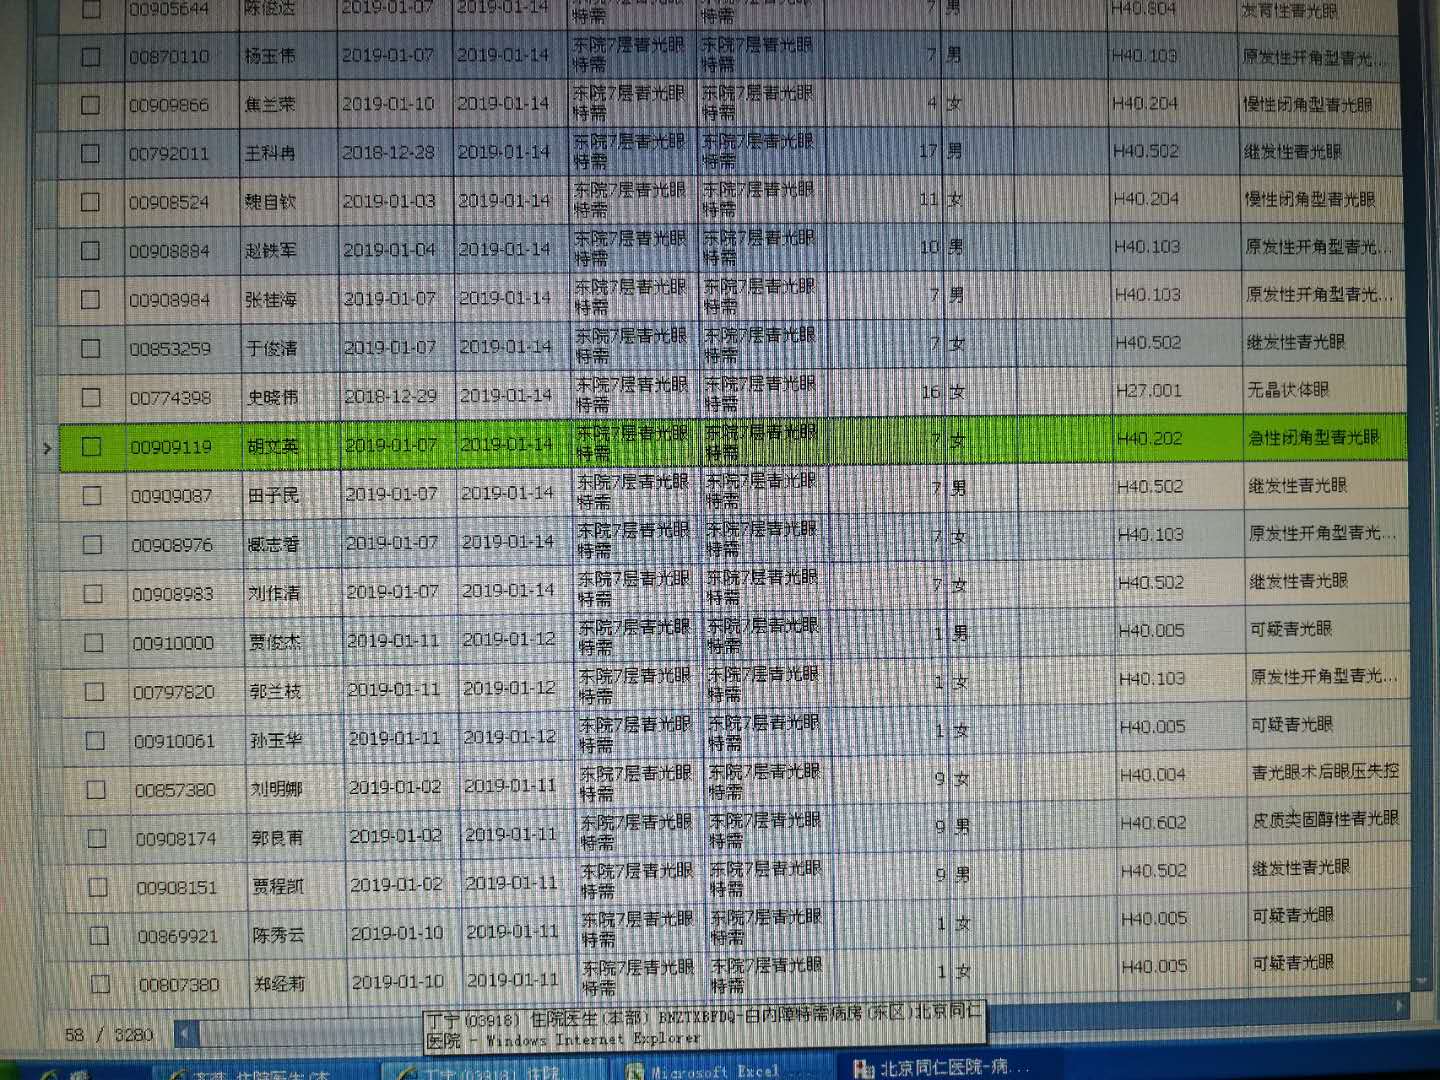 00905644 陈俊达 2019-01-07 2019-01-14 特需 特需 7 男 H40.804 发育性青光眼
00870110 杨玉伟 2019-01-07 2019-01-14 东院7层青光眼特需 东院7层青光眼特需 7 男 H40.103 原发性开角型青光...
00909866 焦兰荣 2019-01-10 2019-01-14 东院7层青光眼特需 东院7层青光眼特需 4 女 H40.204 慢性闭角型青光眼
00792011 王科冉 2018-12-28 2019-01-14 东院7层青光眼特需 东院7层青光眼特需 17 男 H40.502 继发性青光眼
00908524 魏自钦 2019-01-03 2019-01-14 东院7层青光眼特需 东院7层青光眼特需 11 女 H40.204 慢性闭角型青光眼
00908884 赵铁军 2019-01-04 2019-01-14 东院7层青光眼特需 东院7层青光眼特需 10 男 H40.103 原发性开角型青光...
00908984 张桂海 2019-01-07 2019-01-14 东院7层青光眼特需 东院7层青光眼特需 7 男 H40.103 原发性开角型青光...
00853259 于俊清 2019-01-07 2019-01-14 东院7层青光眼特需 东院7层青光眼特需 7 女 H40.502 继发性青光眼
00774398 史晓伟 2018-12-29 2019-01-14 东院7层青光眼特需 东院7层青光眼特需 16 女 H27.001 无晶状体眼
00909119 胡文英 2019-01-07 2019-01-14 东院7层青光眼特需 东院7层青光眼特需 7 女 H40.202 急性闭角型青光眼
00909087 田子民 2019-01-07 2019-01-14 东院7层青光眼特需 东院7层青光眼特需 7 男 H40.502 继发性青光眼
00908976 臧志香 2019-01-07 2019-01-14 东院7层青光眼特需 东院7层青光眼特需 7 女 H40.103 原发性开角型青光...
00908983 刘作清 2019-01-07 2019-01-14 东院7层青光眼特需 东院7层青光眼特需 7 女 H40.502 继发性青光眼
00910000 贾俊杰 2019-01-11 2019-01-12 东院7层青光眼特需 东院7层青光眼特需 1 男 H40.005 可疑青光眼
00797820 郭兰枝 2019-01-11 2019-01-12 东院7层青光眼特需 东院7层青光眼特需 1 女 H40.103 原发性开角型青光...
00910061 孙玉华 2019-01-11 2019-01-12 东院7层青光眼特需 东院7层青光眼特需 1 女 H40.005 可疑青光眼
00857380 刘明娜 2019-01-02 2019-01-11 东院7层青光眼特需 东院7层青光眼特需 9 女 H40.004 青光眼术后眼压失控
00908174 郭良甫 2019-01-02 2019-01-11 东院7层青光眼特需 东院7层青光眼特需 9 男 H40.602 皮质类固醇性青光眼
00908151 贾程凯 2019-01-02 2019-01-11 东院7层青光眼特需 东院7层青光眼特需 9 男 H40.502 继发性青光眼
00869921 陈秀云 2019-01-10 2019-01-11 东院7层青光眼特需 东院7层青光眼特需 1 女 H40.005 可疑青光眼
00807380 郑经莉 2019-01-10 2019-01-11 东院7层青光眼特需 东院7层青光眼特需 1 女 H40.005 可疑青光眼
58 / 3280
丁宁(03918) 住院医生(本部) BNZTXBFDQ-白内障特需病房(东区)北京同仁
医院 - Windows Internet Explorer
住院医生(本 丁宁(03918) 住院 Microsoft Excel ... 北京同仁医院-病...